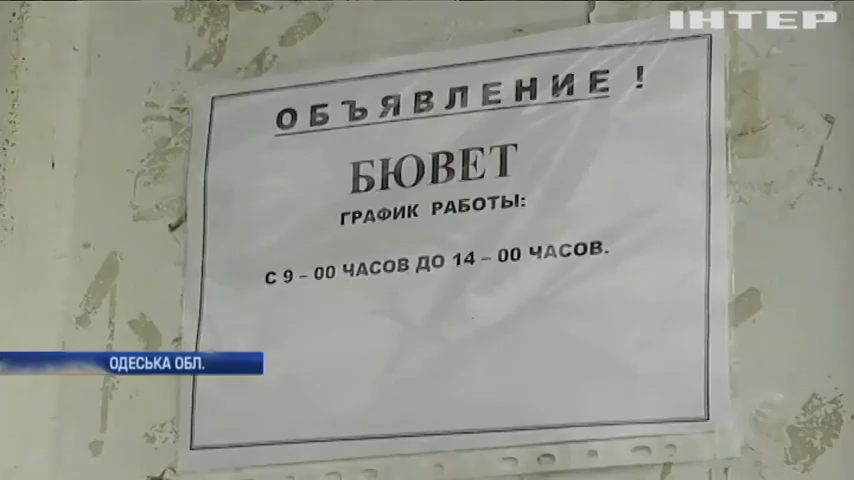 ІНТЕР
ОБЪЯВЛЕНИЕ !
БЮВЕТ
ГРАФИК РАБОТЫ:
С 9 – 00 ЧАСОВ ДО 14 – 00 ЧАСОВ.
ОДЕСЬКА ОБЛ.